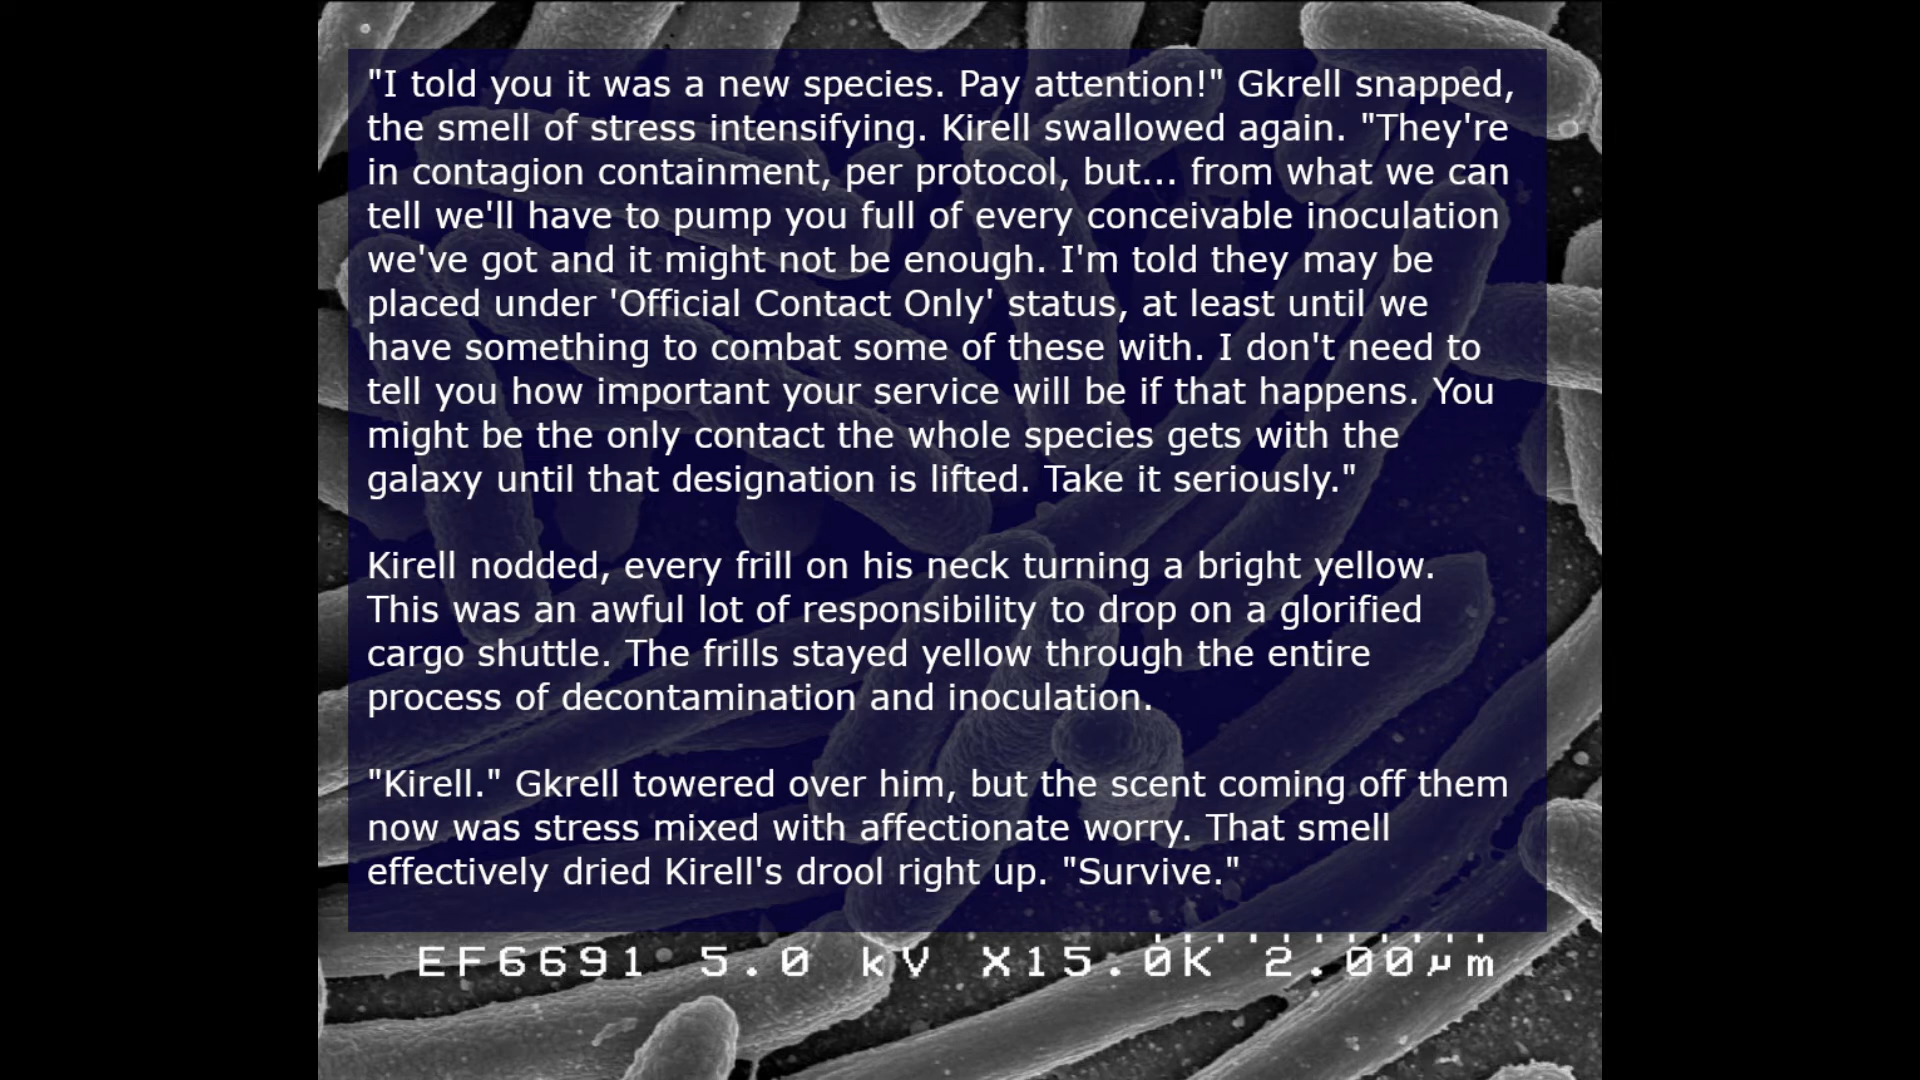 "I told you it was a new species. Pay attention!" Gkrell snapped,
the smell of stress intensifying. Kirell swallowed again. "They're
in contagion containment, per protocol, but... from what we can
tell we'll have to pump you full of every conceivable inoculation
we've got and it might not be enough. I'm told they may be
placed under 'Official Contact Only' status, at least until we
have something to combat some of these with. I don't need to
tell you how important your service will be if that happens. You
might be the only contact the whole species gets with the
galaxy until that designation is lifted. Take it seriously."
Kirell nodded, every frill on his neck turning a bright yellow.
This was an awful lot of responsibility to drop on a glorified
cargo shuttle. The frills stayed yellow through the entire
process of decontamination and inoculation.
"Kirell." Gkrell towered over him, but the scent coming off them
now was stress mixed with affectionate worry. That smell
effectively dried Kirell's drool right up. "Survive."
EF6691 5.0 kV X15.0K 2.00µm